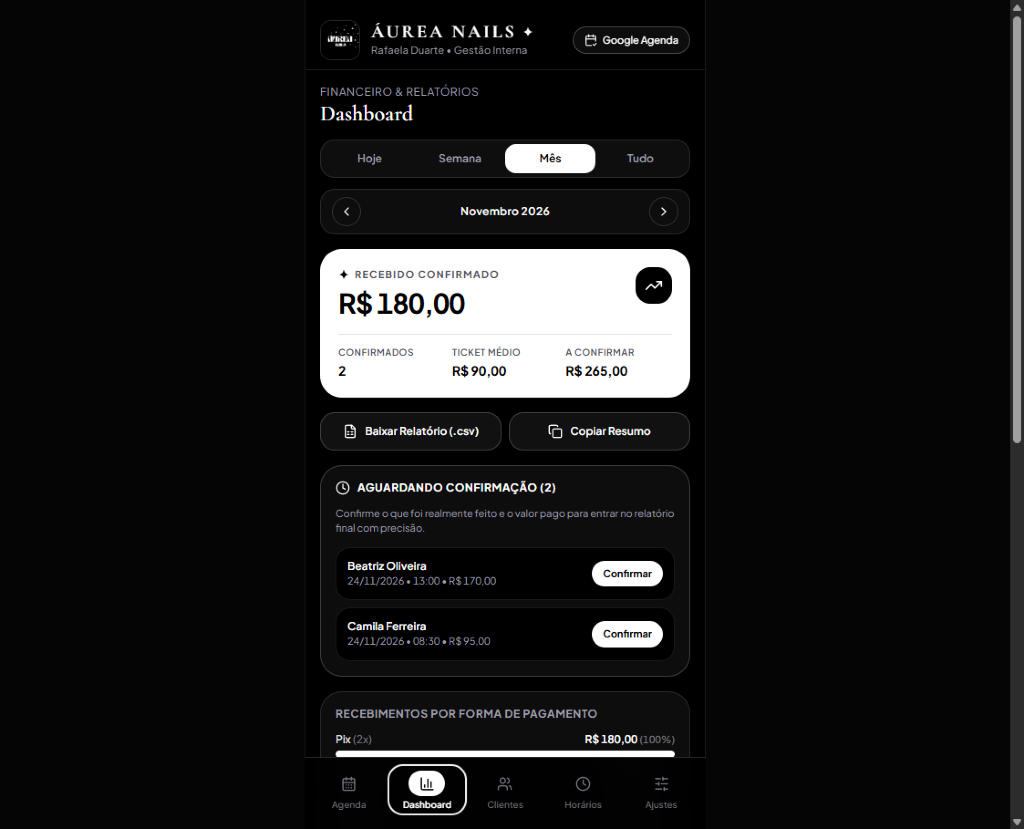 ÁUREA NAILS ✦
Rafaela Duarte • Gestão Interna
Google Agenda
FINANCEIRO & RELATÓRIOS
Dashboard
Hoje Semana Mês Tudo
Novembro 2026
✦ RECEBIDO CONFIRMADO
R$ 180,00
CONFIRMADOS TICKET MÉDIO A CONFIRMAR
2 R$ 90,00 R$ 265,00
Baixar Relatório (.csv) Copiar Resumo
AGUARDANDO CONFIRMAÇÃO (2)
Confirme o que foi realmente feito e o valor pago para entrar no relatório
final com precisão.
Beatriz Oliveira
24/11/2026 • 13:00 • R$ 170,00
Confirmar
Camila Ferreira
24/11/2026 • 08:30 • R$ 95,00
Confirmar
RECEBIMENTOS POR FORMA DE PAGAMENTO
Pix (2x) R$ 180,00 (100%)
Agenda Dashboard Clientes Horários Ajustes